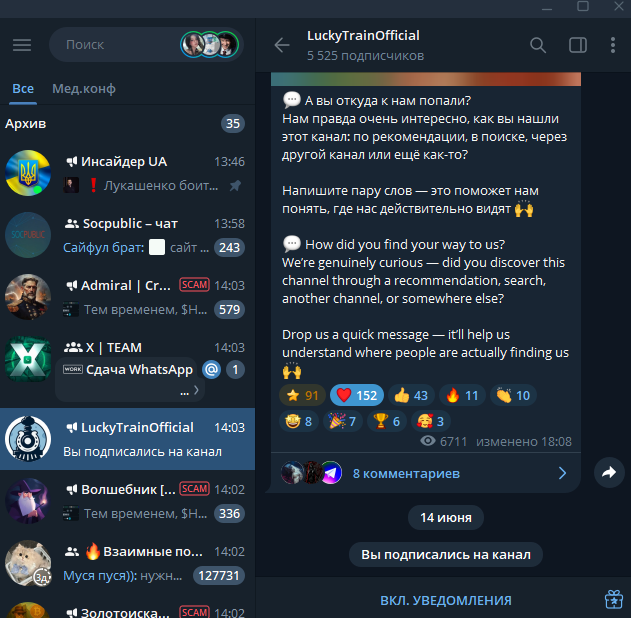 Поиск
Все Мед.конф
Архив 35
Инсайдер UA 13:46
Лукашенко боит...
Socpublic – чат 13:58
Сайфул брат: сайт ... 243
Admiral | Cr... SCAM 14:03
Тем временем, $H... 579
X | TEAM 14:03
WORK Сдача WhatsApp @ 1
...
LuckyTrainOfficial 14:03
Вы подписались на канал
Волшебник [... SCAM 14:02
Тем временем, $H... 336
Взаимные по... 14:02
Муся пуся)): нужн... 127731
Золотоиска... SCAM 14:02
LuckyTrainOfficial
5 525 подписчиков
А вы откуда к нам попали?
Нам правда очень интересно, как вы нашли
этот канал: по рекомендации, в поиске, через
другой канал или ещё как-то?
Напишите пару слов — это поможет нам
понять, где нас действительно видят 🙌
How did you find your way to us?
We’re genuinely curious — did you discover this
channel through a recommendation, search,
another channel, or somewhere else?
Drop us a quick message — it’ll help us
understand where people are actually finding us
🙌
91 152 43 11 10
8 7 6 3
6711 изменено 18:08
8 комментариев
14 июня
Вы подписались на канал
ВКЛ. УВЕДОМЛЕНИЯ